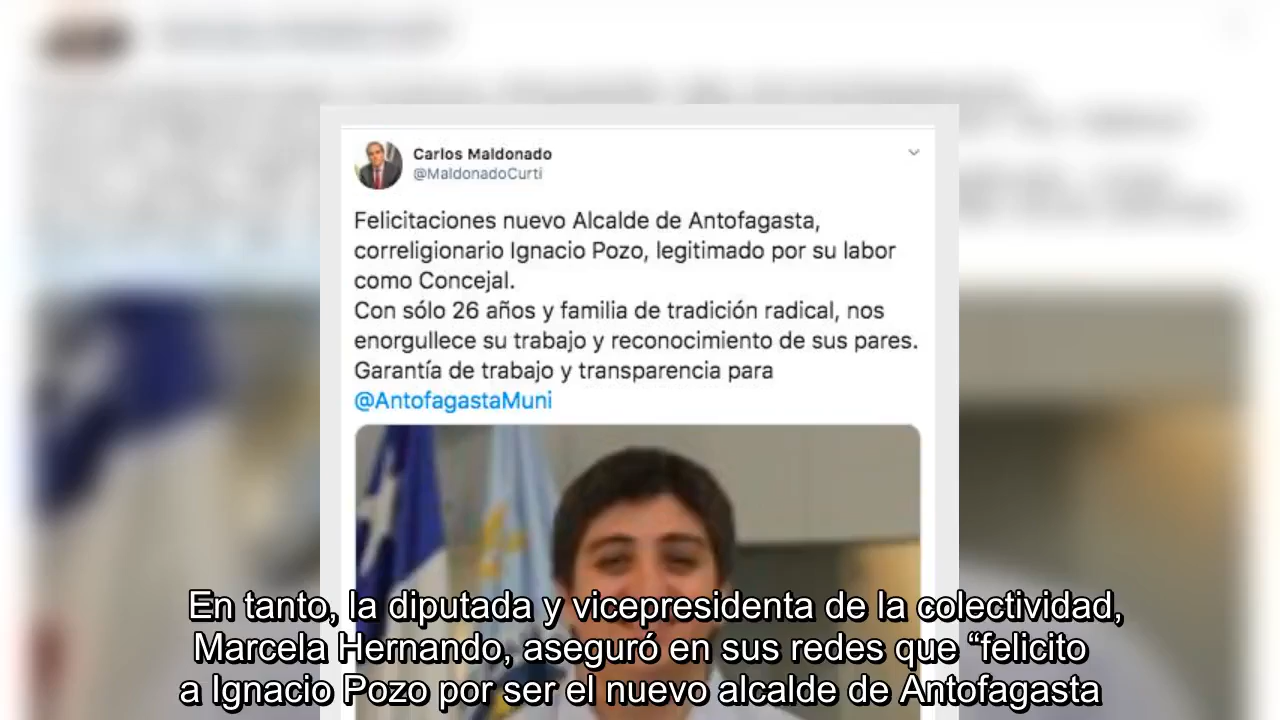 Carlos Maldonado
@MaldonadoCurti
Felicitaciones nuevo Alcalde de Antofagasta,
correligionario Ignacio Pozo, legitimado por su labor
como Concejal.
Con sólo 26 años y familia de tradición radical, nos
enorgullece su trabajo y reconocimiento de sus pares.
Garantía de trabajo y transparencia para
@AntofagastaMuni
En tanto, la diputada y vicepresidenta de la colectividad,
Marcela Hernando, aseguró en sus redes que “felicito
a Ignacio Pozo por ser el nuevo alcalde de Antofagasta